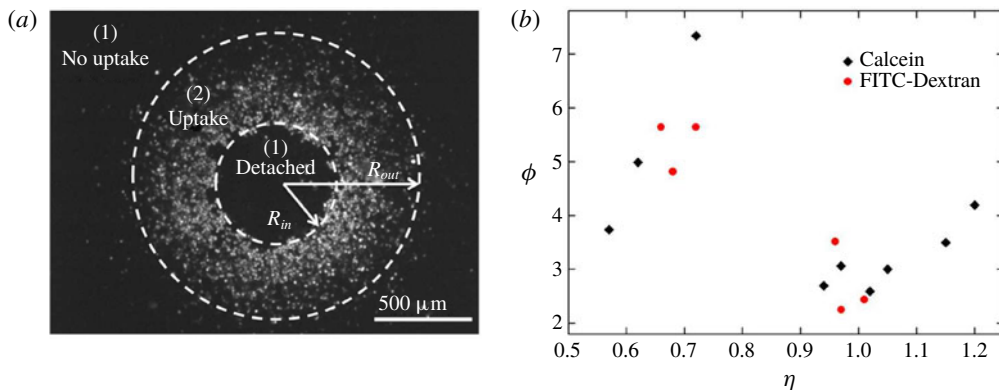 (a)
(1)
No uptake
(2)
Uptake
(1)
Detached
R_out
R_in
500 μm
(b)
7
6
5
ϕ
4
3
2
0.5 0.6 0.7 0.8 0.9 1.0 1.1 1.2
η
Calcein
FITC-Dextran